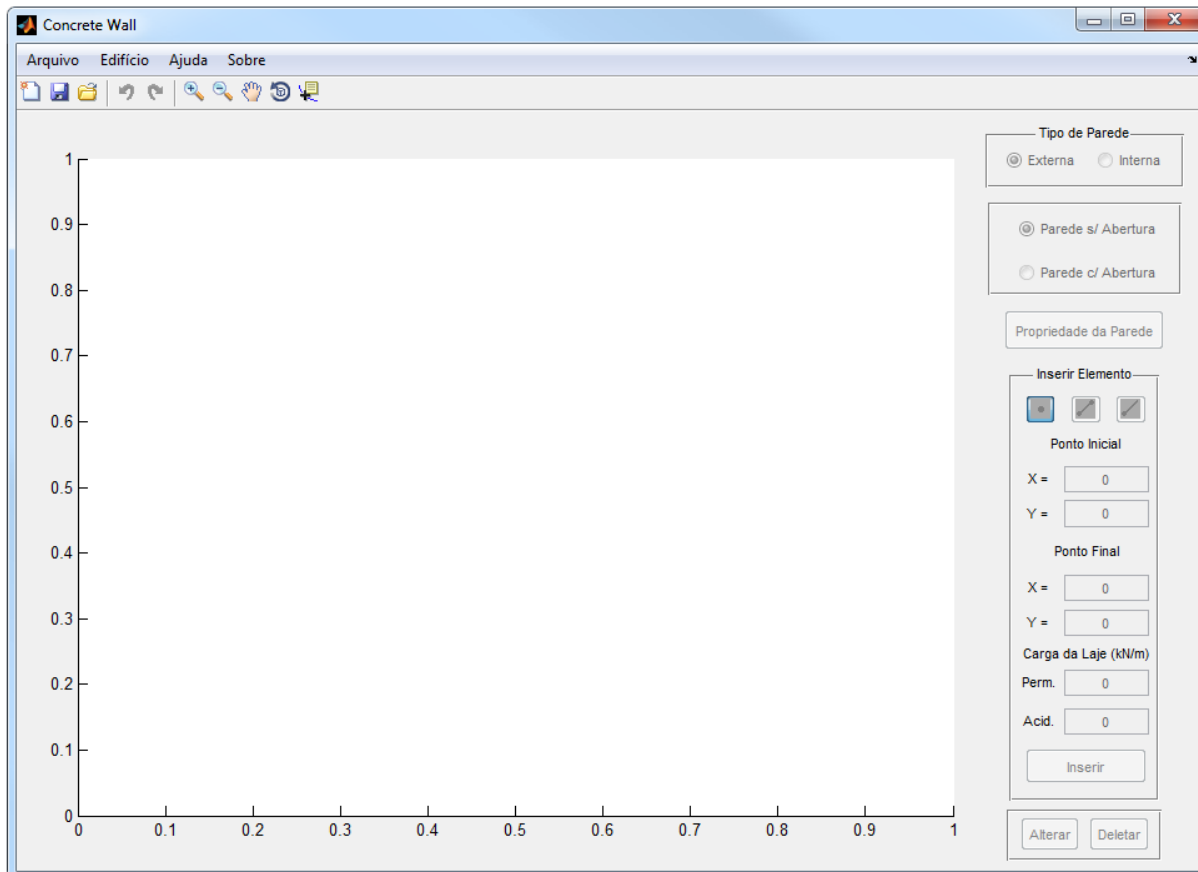 Concrete Wall
Arquivo Edifício Ajuda Sobre
Tipo de Parede
Externa Interna
Parede s/ Abertura
Parede c/ Abertura
Propriedade da Parede
Inserir Elemento
Ponto Inicial
X = 0
Y = 0
Ponto Final
X = 0
Y = 0
Carga da Laje (kN/m)
Perm. 0
Acid. 0
Inserir
Alterar Deletar
1
0.9
0.8
0.7
0.6
0.5
0.4
0.3
0.2
0.1
0
0 0.1 0.2 0.3 0.4 0.5 0.6 0.7 0.8 0.9 1